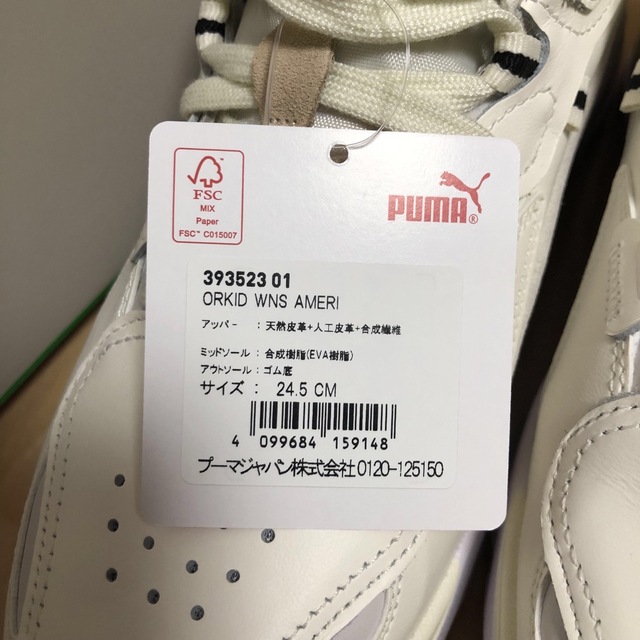 FSC
MIX
Paper
FSC™ C015007
PUMA®
393523 01
ORKID WNS AMERI
アッパー : 天然皮革+人工皮革+合成繊維
ミッドソール : 合成樹脂(EVA樹脂)
アウトソール : ゴム底
サイズ : 24.5 CM
4 099684 159148
プーマジャパン株式会社0120-125150